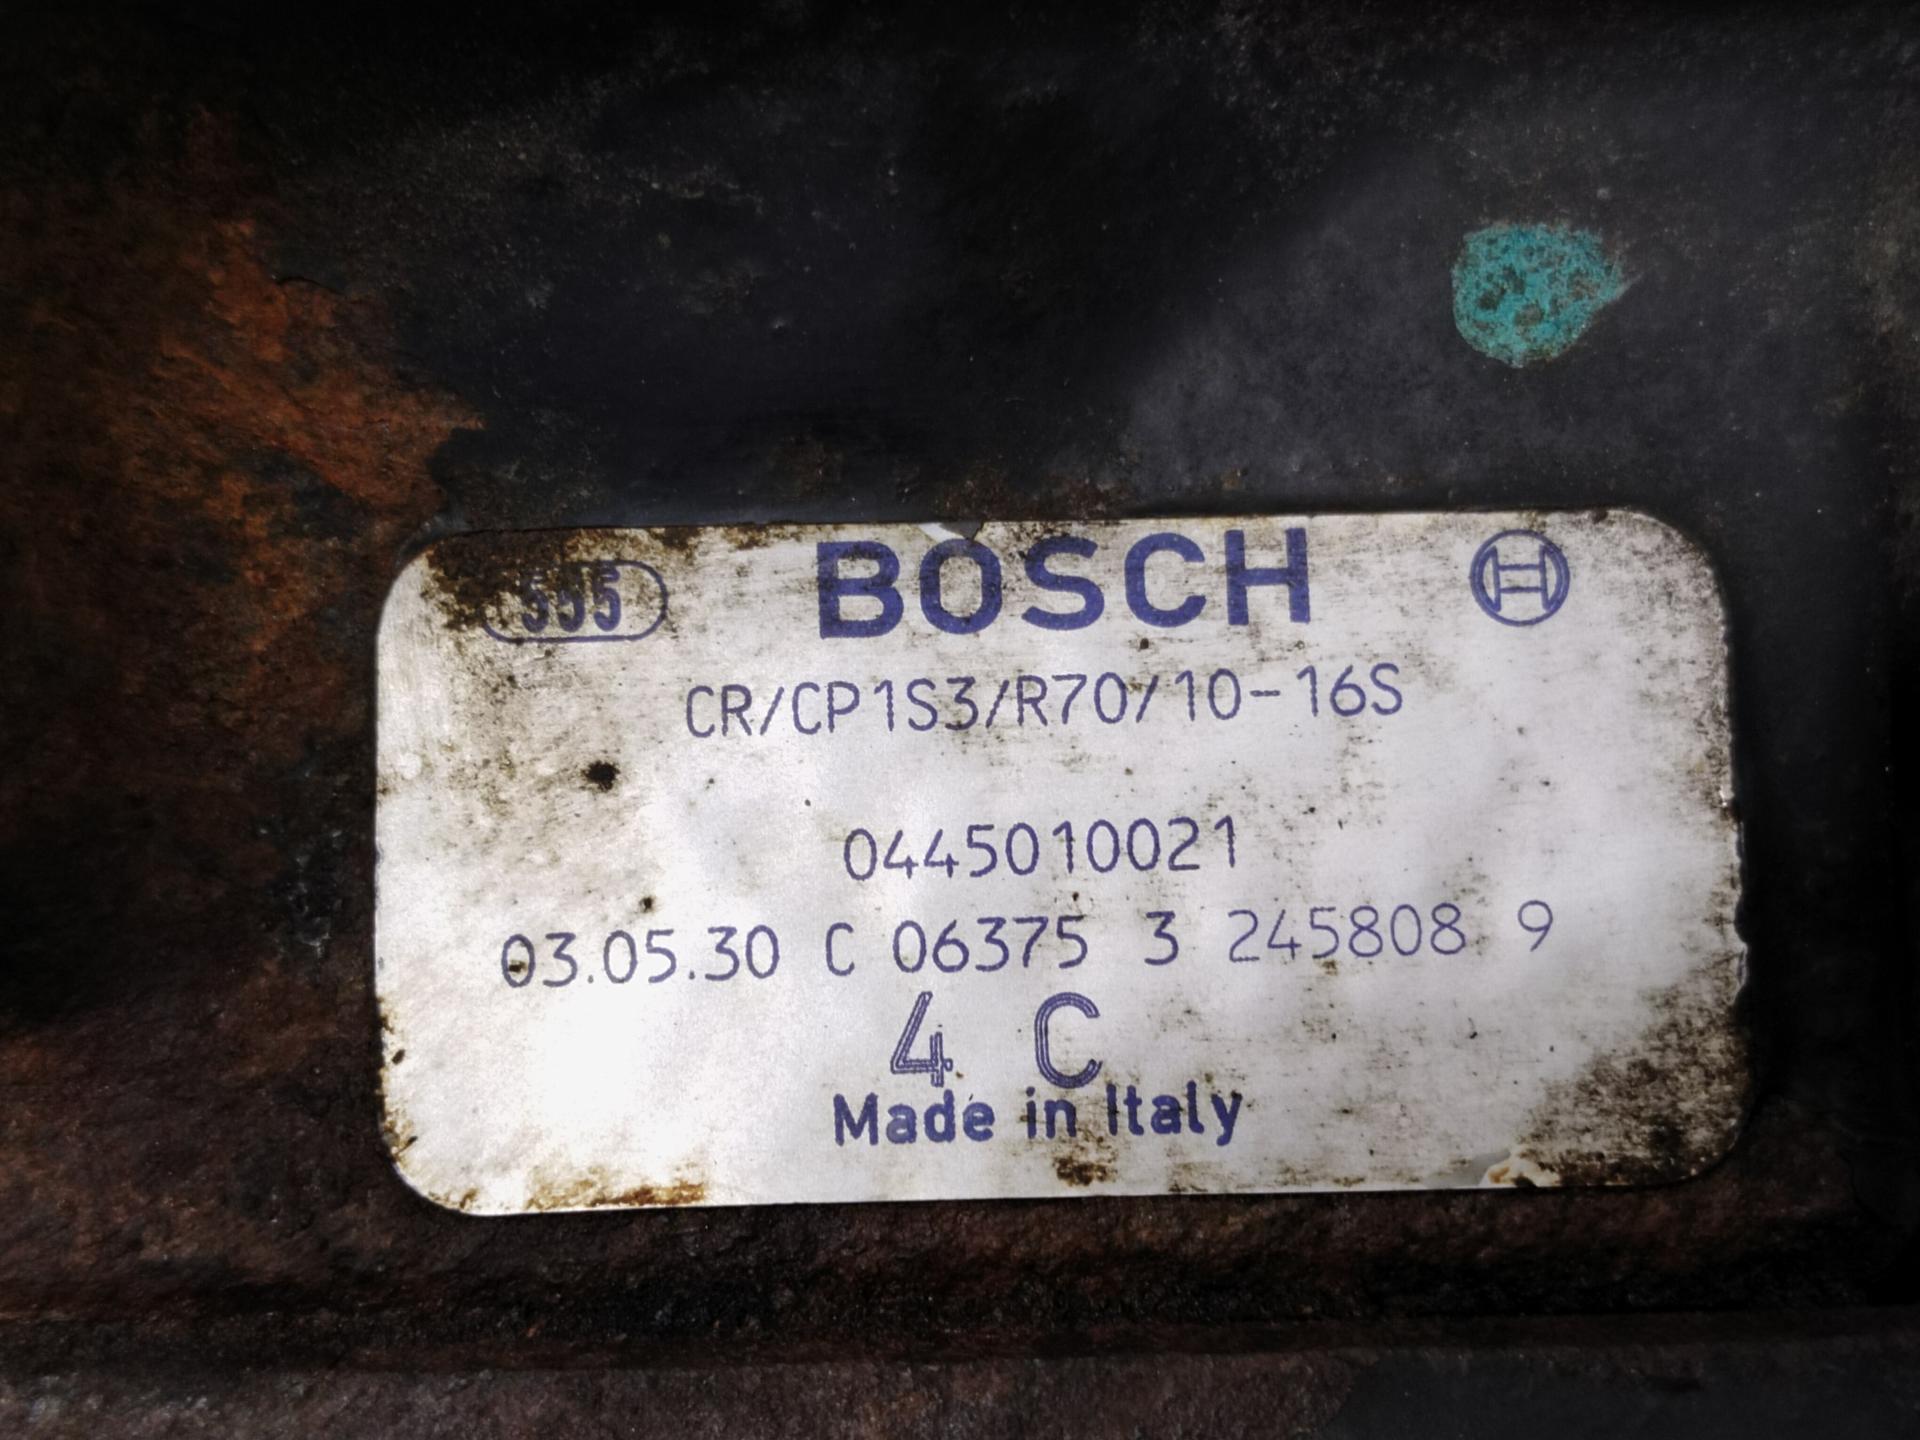 555 BOSCH
CR/CP1S3/R70/10-16S
0445010021
03.05.30 C 06375 3 245808 9
4 C
Made in Italy